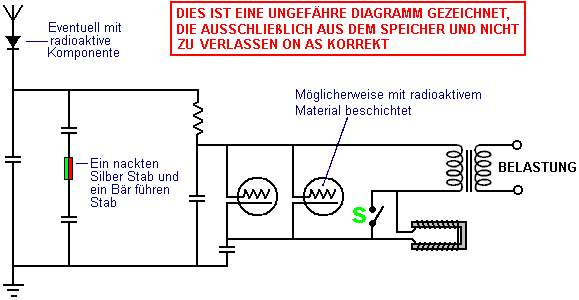 DIES IST EINE UNGEFÄHRE DIAGRAMM GEZEICHNET,
DIE AUSSCHLIEßLICH AUS DEM SPEICHER UND NICHT
ZU VERLASSEN ON AS KORREKT
Eventuell mit
radioaktive
Komponente
Möglicherweise mit radioaktivem
Material beschichtet
Ein nackten
Silber Stab und
ein Bär führen
Stab
BELASTUNG
S